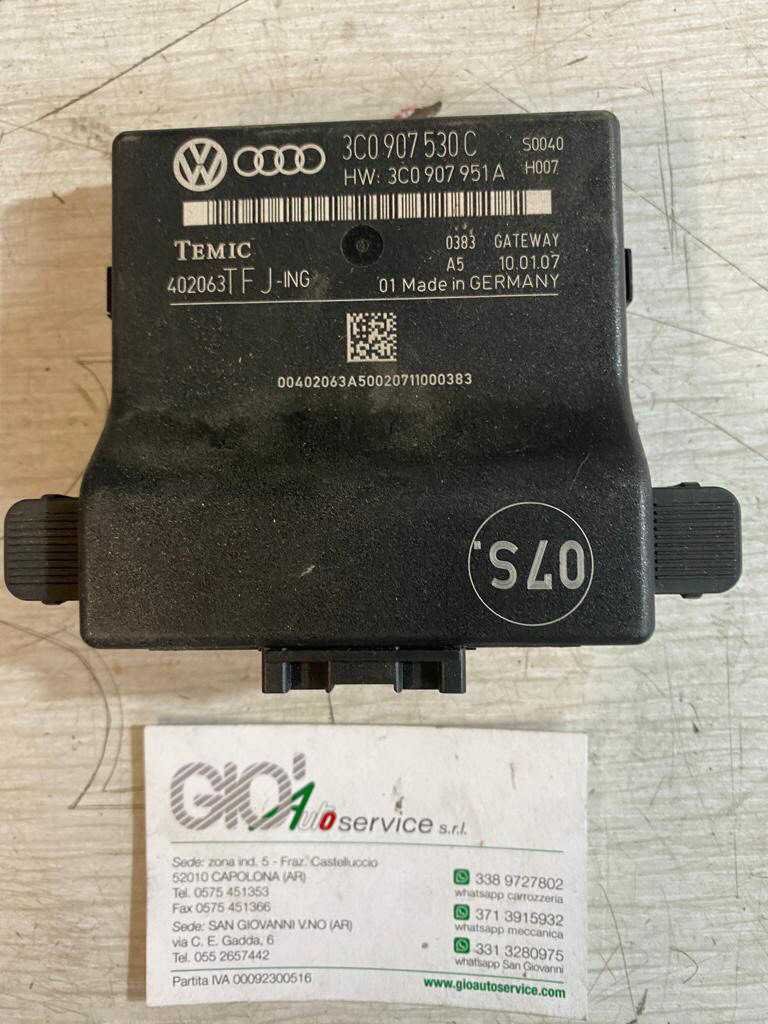 3C0 907 530 C S0040
HW: 3C0 907 951 A H007
TEMIC 0383 GATEWAY
A5 10.01.07
402063TFJ-ING 01 Made in GERMANY
00402063A50020711000383
07S.
GIO' Autoservice s.r.l.
Sede: zona ind. 5 - Fraz. Castelluccio
52010 CAPOLONA (AR)
Tel. 0575 451353
Fax 0575 451366
Sede: SAN GIOVANNI V.NO (AR)
via C. E. Gadda, 6
Tel. 055 2657442
Partita IVA 00092300516
338 9727802
whatsapp carrozzeria
371 3915932
whatsapp meccanica
331 3280975
whatsapp San Giovanni
www.gioautoservice.com